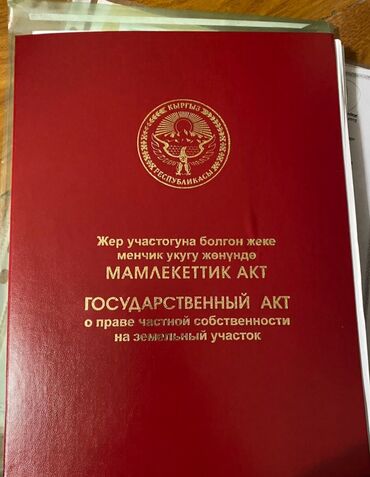 КЫРГЫЗ
РЕСПУБЛИКАСЫ
Жер участогуна болгон жеке
менчик укугу жөнүндө
МАМЛЕКЕТТИК АКТ
ГОСУДАРСТВЕННЫЙ АКТ
о праве частной собственности
на земельный участок